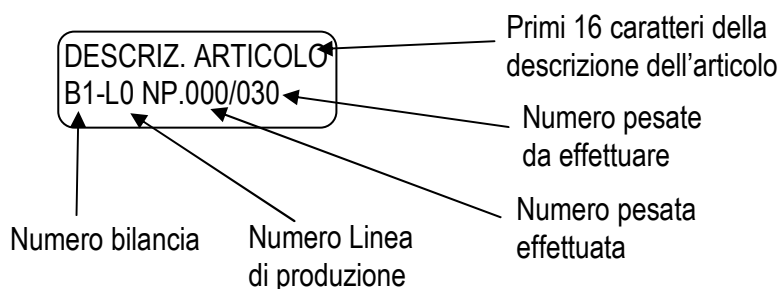 Primi 16 caratteri della
descrizione dell'articolo
DESCRIZ. ARTICOLO
B1-L0 NP.000/030
Numero pesate
da effettuare
Numero pesata
effettuata
Numero bilancia
Numero Linea
di produzione